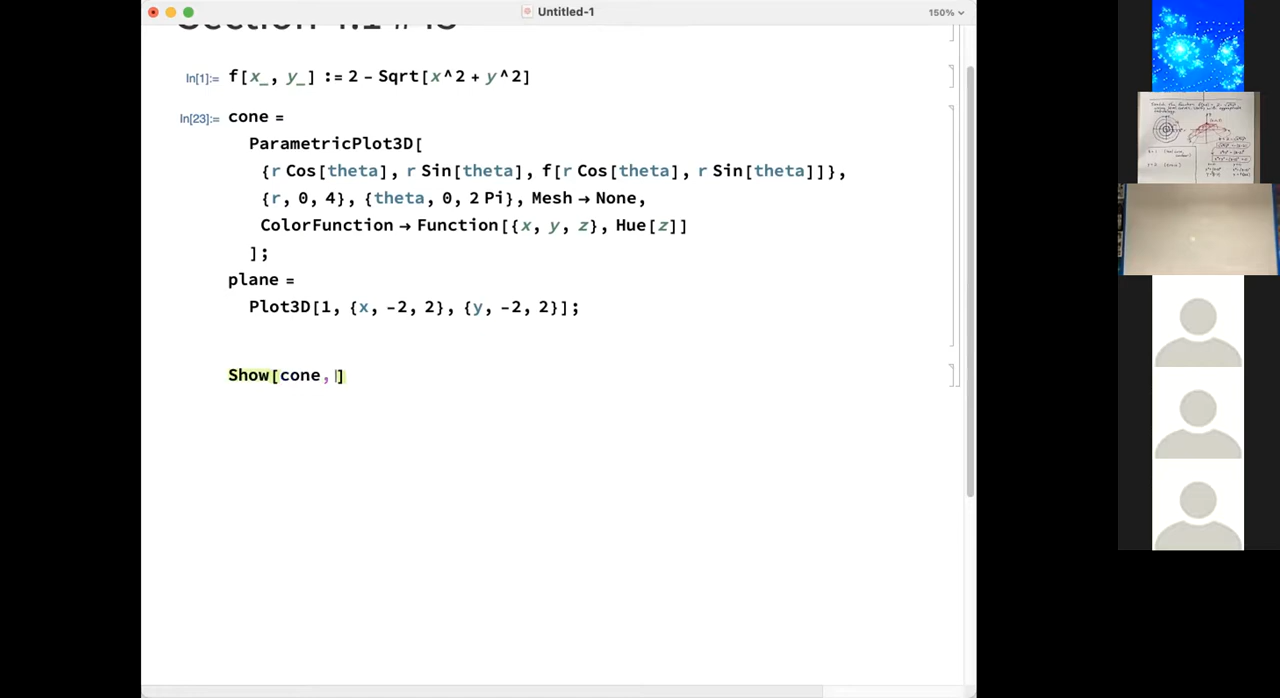 Untitled-1
150%
In[1]:= f[x_, y_] := 2 - Sqrt[x^2 + y^2]
In[23]:= cone =
ParametricPlot3D[
{r Cos[theta], r Sin[theta], f[r Cos[theta], r Sin[theta]]},
{r, 0, 4}, {theta, 0, 2 Pi}, Mesh → None,
ColorFunction → Function[{x, y, z}, Hue[z]]
];
plane =
Plot3D[1, {x, -2, 2}, {y, -2, 2}];
Show[cone, ]